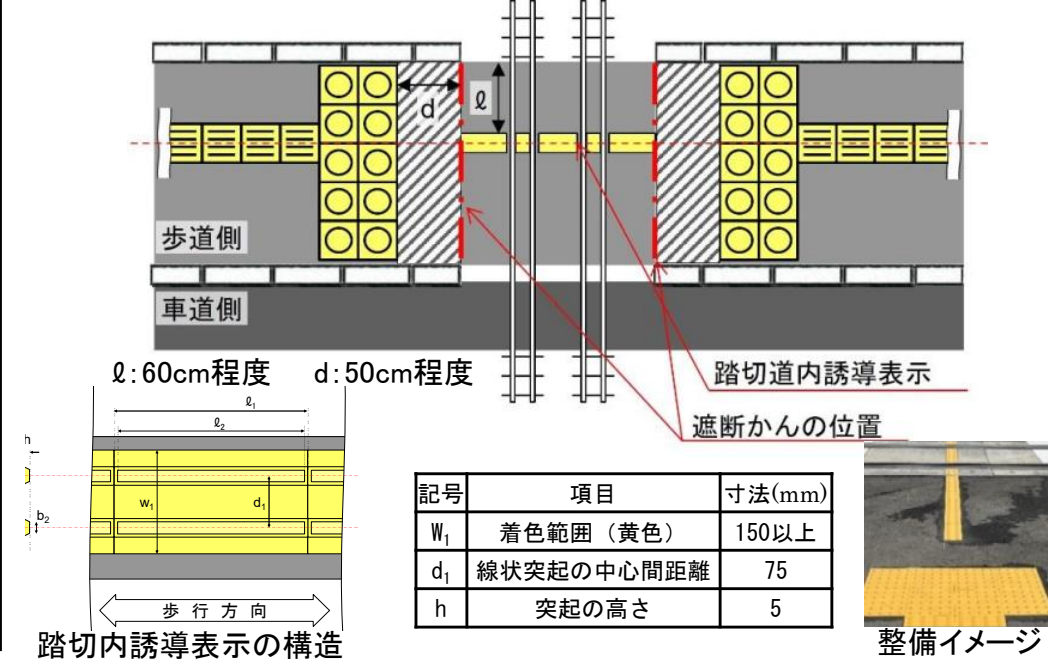 d
ℓ
歩道側
車道側
ℓ:60cm程度 d:50cm程度
踏切道内誘導表示
遮断かんの位置
ℓ₁
ℓ₂
h
w₁
d₁
b₂
歩行方向
踏切内誘導表示の構造
記号 項目 寸法(mm)
W₁ 着色範囲（黄色） 150以上
d₁ 線状突起の中心間距離 75
h 突起の高さ 5
整備イメージ